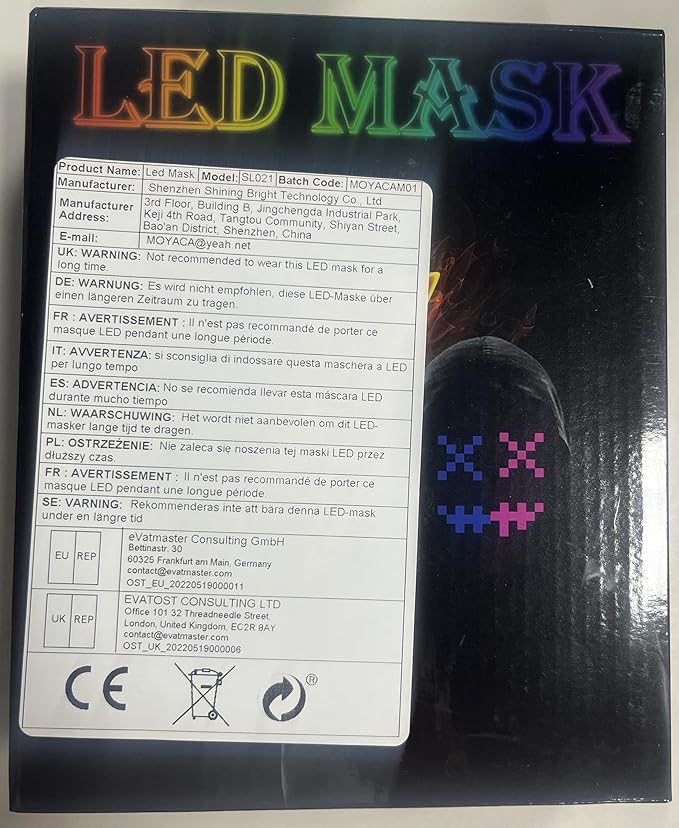 LED MASK
Product Name: Led Mask Model: SL021 Batch Code: MOYACAM01
Manufacturer: Shenzhen Shining Bright Technology Co., Ltd
Manufacturer Address: 3rd Floor, Building B, Jingchengda Industrial Park,
Keji 4th Road, Tangtou Community, Shiyan Street,
Bao'an District, Shenzhen, China
E-mail: MOYACA@yeah.net
UK: WARNING: Not recommended to wear this LED mask for a
long time.
DE: WARNUNG: Es wird nicht empfohlen, diese LED-Maske über
einen längeren Zeitraum zu tragen.
FR : AVERTISSEMENT : Il n'est pas recommandé de porter ce
masque LED pendant une longue période.
IT: AVVERTENZA: si sconsiglia di indossare questa maschera a LED
per lungo tempo
ES: ADVERTENCIA: No se recomienda llevar esta máscara LED
durante mucho tiempo
NL: WAARSCHUWING: Het wordt niet aanbevolen om dit LED-
masker lange tijd te dragen.
PL: OSTRZEŻENIE: Nie zaleca się noszenia tej maski LED przez
dłuższy czas.
FR : AVERTISSEMENT : Il n'est pas recommandé de porter ce
masque LED pendant une longue période.
SE: VARNING: Rekommenderas inte att bära denna LED-mask
under en längre tid
EU REP
eVatmaster Consulting GmbH
Bettinastr. 30
60325 Frankfurt am Main, Germany
contact@evatmaster.com
OST_EU_20220519000011
UK REP
EVATOST CONSULTING LTD
Office 101 32 Threadneedle Street,
London, United Kingdom, EC2R 8AY
contact@evatmaster.com
OST_UK_20220519000006
CE
®